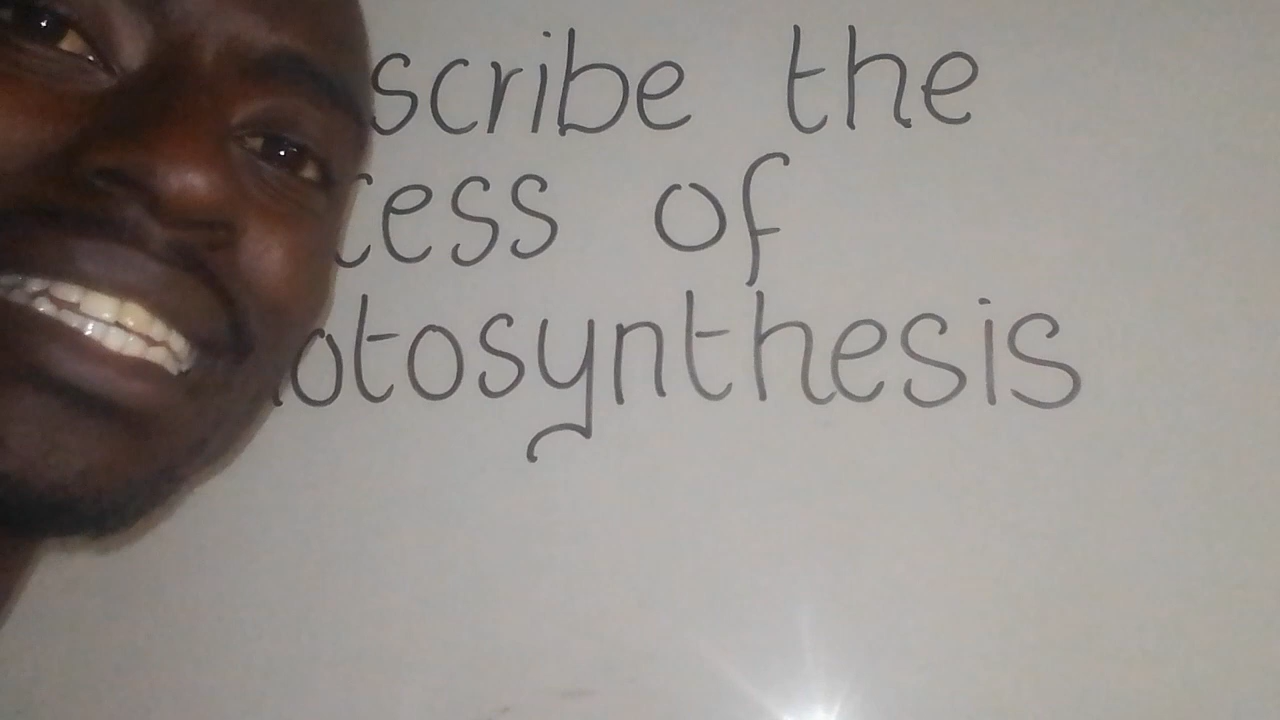 scribe the
cess of
otosynthesis